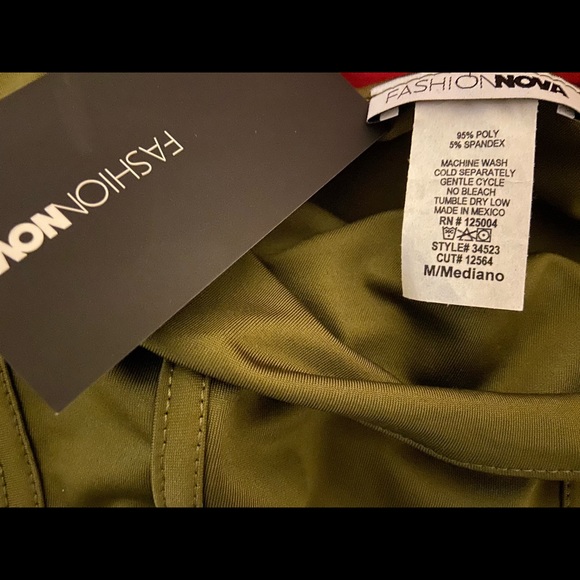 FASHIONNOVA
FASHIONNOVA
95% POLY
5% SPANDEX
MACHINE WASH
COLD SEPARATELY
GENTLE CYCLE
NO BLEACH
TUMBLE DRY LOW
MADE IN MEXICO
RN # 125004
STYLE# 34523
CUT# 12564
M/Mediano